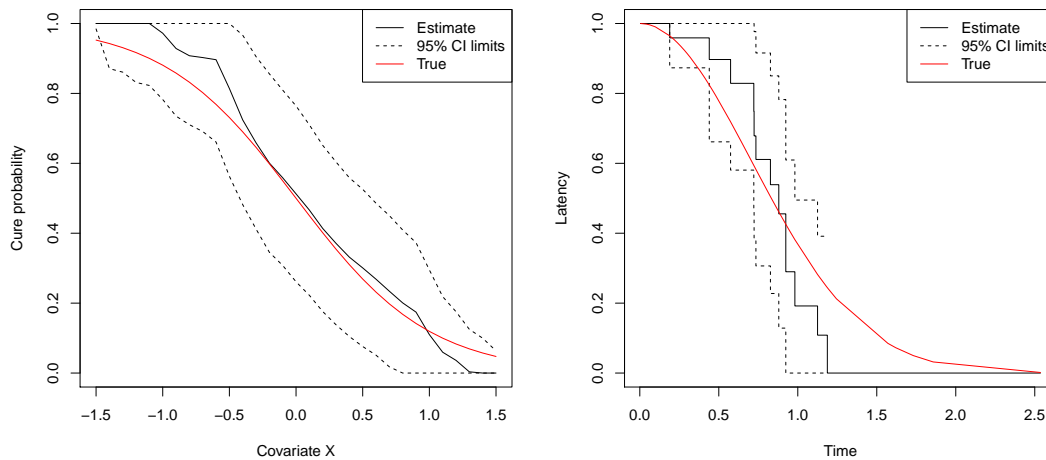 Estimate
95% CI limits
True
Cure probability
0.0 0.2 0.4 0.6 0.8 1.0
−1.5 −1.0 −0.5 0.0 0.5 1.0 1.5
Covariate X
Estimate
95% CI limits
True
Latency
0.0 0.2 0.4 0.6 0.8 1.0
0.0 0.5 1.0 1.5 2.0 2.5
Time